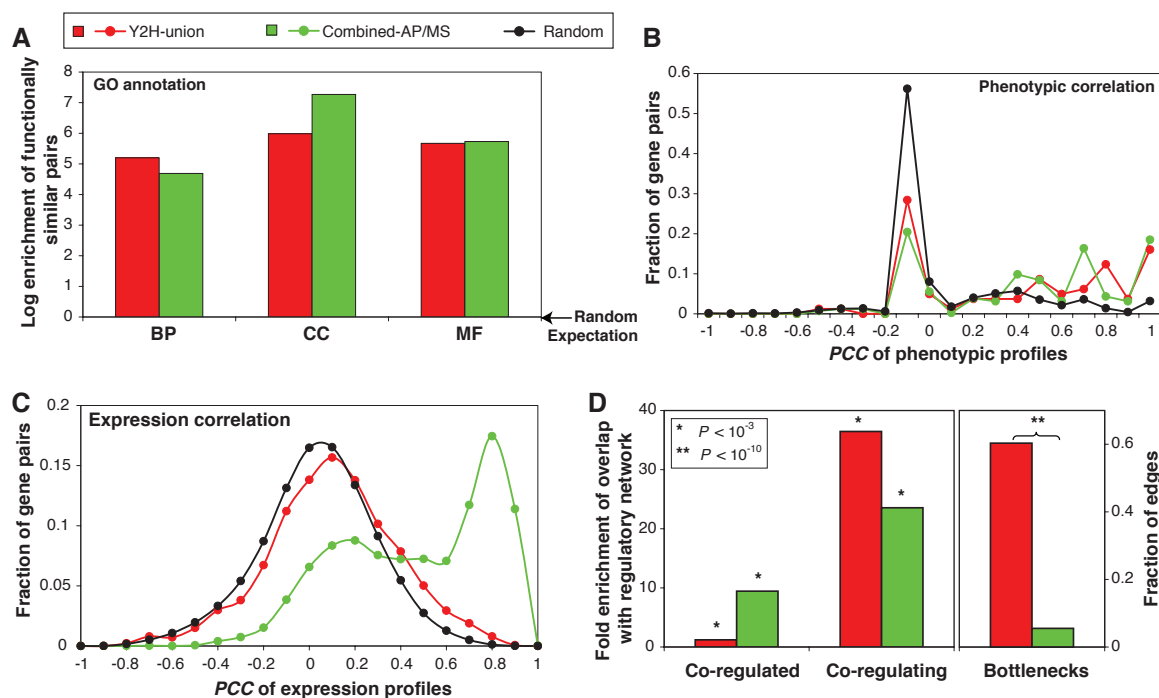 Y2H-union Combined-AP/MS Random
A
GO annotation
Log enrichment of functionally
similar pairs
8
7
6
5
4
3
2
1
0
BP CC MF
Random
Expectation
B
Phenotypic correlation
Fraction of gene pairs
0.6
0.5
0.4
0.3
0.2
0.1
0
-1 -0.8 -0.6 -0.4 -0.2 0 0.2 0.4 0.6 0.8 1
PCC of phenotypic profiles
C
Expression correlation
Fraction of gene pairs
0.2
0.15
0.1
0.05
0
-1 -0.8 -0.6 -0.4 -0.2 0 0.2 0.4 0.6 0.8 1
PCC of expression profiles
D
Fold enrichment of overlap
with regulatory network
40
30
20
10
0
* P < 10-3
** P < 10-10
* * * *
**
Co-regulated Co-regulating Bottlenecks
0.6
0.4
0.2
0
Fraction of edges